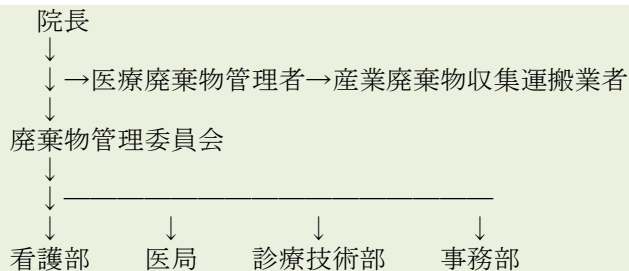 院長
↓
↓→医療廃棄物管理者→産業廃棄物収集運搬業者
↓
廃棄物管理委員会
↓
↓————————————————
↓ ↓ ↓ ↓
看護部 医局 診療技術部 事務部